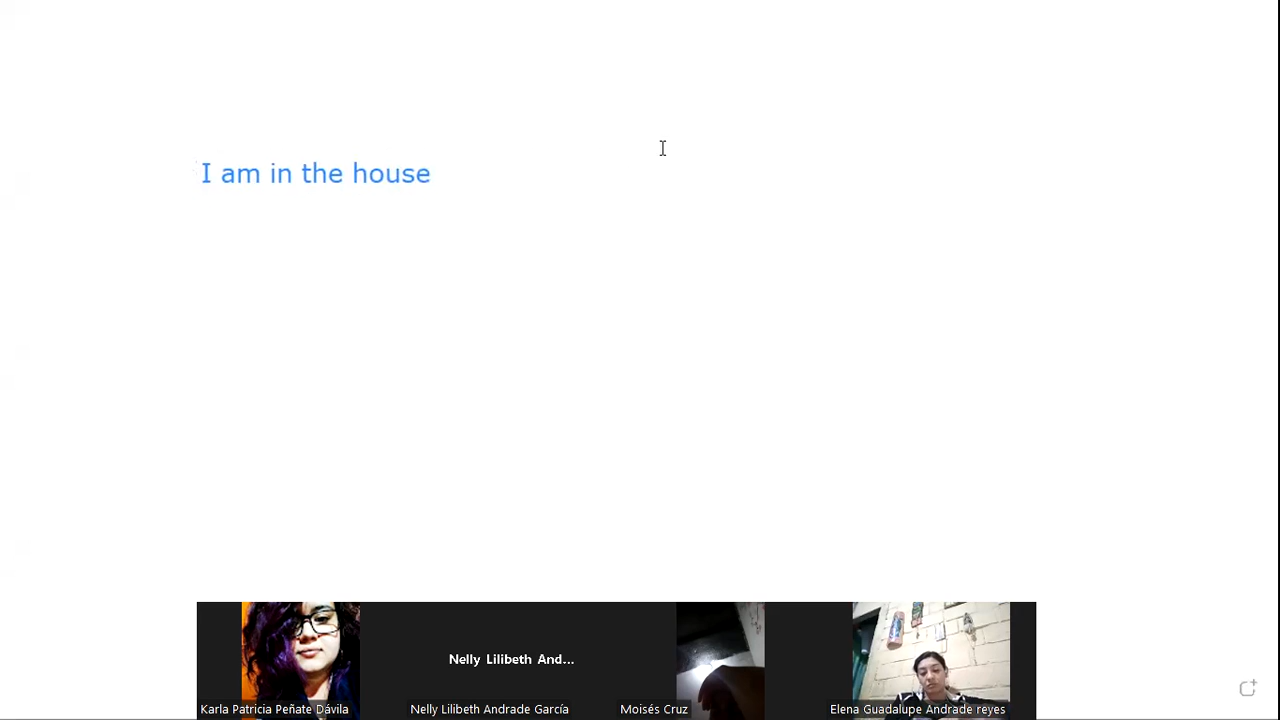 I am in the house
Nelly Lilibeth And...
Karla Patricia Peñate Dávila
Nelly Lilibeth Andrade García
Moisés Cruz
Elena Guadalupe Andrade reyes